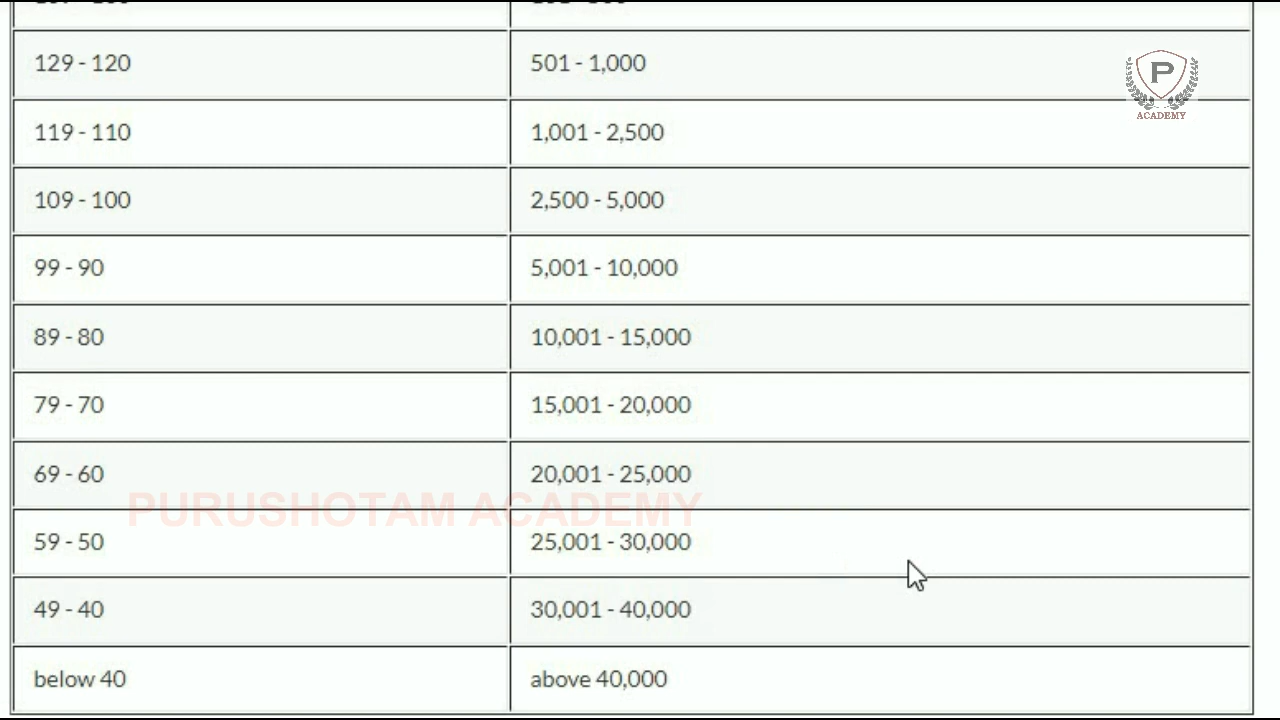 129 - 120 501 - 1,000
P
ACADEMY
119 - 110 1,001 - 2,500
109 - 100 2,500 - 5,000
99 - 90 5,001 - 10,000
89 - 80 10,001 - 15,000
79 - 70 15,001 - 20,000
69 - 60 20,001 - 25,000
PURUSHOTAM ACADEMY
59 - 50 25,001 - 30,000
49 - 40 30,001 - 40,000
below 40 above 40,000